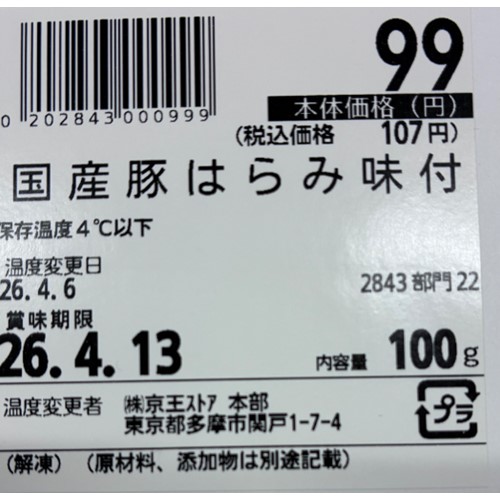 99
0 202843 000999
本体価格（円）
(税込価格 107円)
国産豚はらみ味付
保存温度4℃以下
温度変更日
26.4.6
2843 部門 22
賞味期限
26.4.13
内容量 100g
温度変更者 ㈱京王ストア 本部
東京都多摩市関戸1-7-4
プラ
(解凍) (原材料、添加物は別途記載)